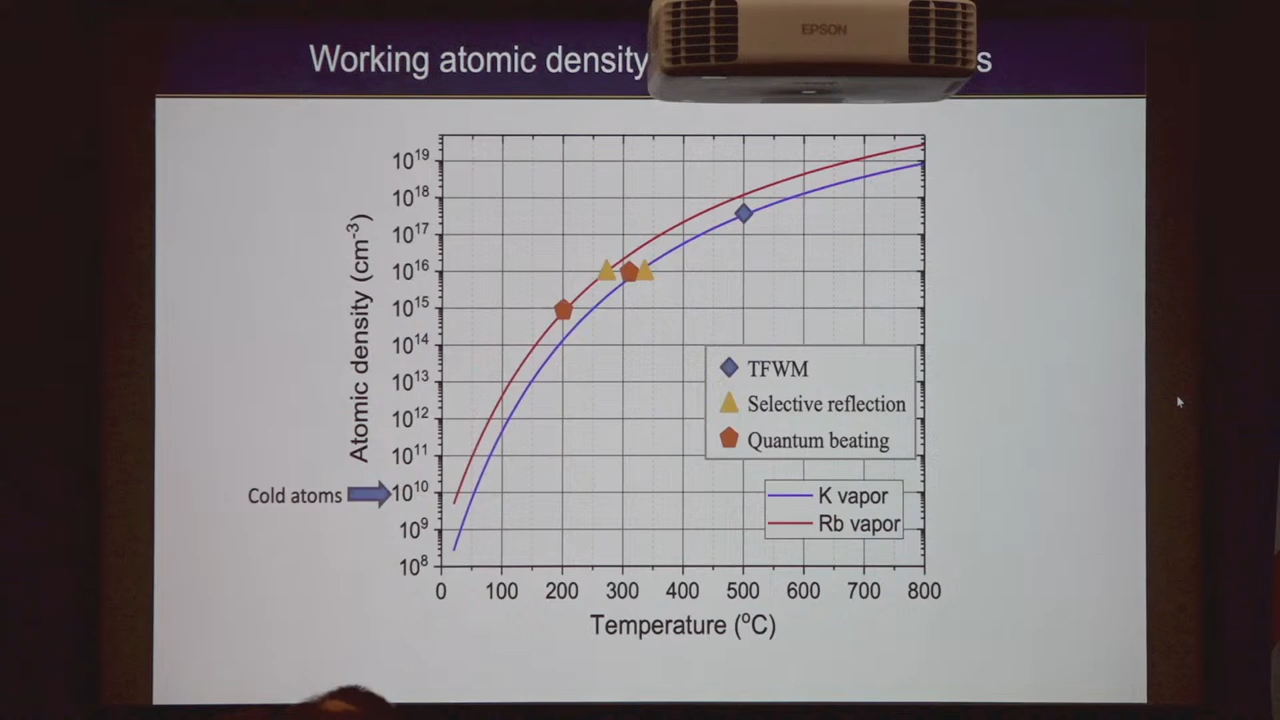 EPSON
Working atomic density
s
10^19
10^18
10^17
10^16
10^15
10^14
10^13
10^12
10^11
10^10
10^9
10^8
Atomic density (cm^-3)
Cold atoms
TFWM
Selective reflection
Quantum beating
K vapor
Rb vapor
0 100 200 300 400 500 600 700 800
Temperature (°C)